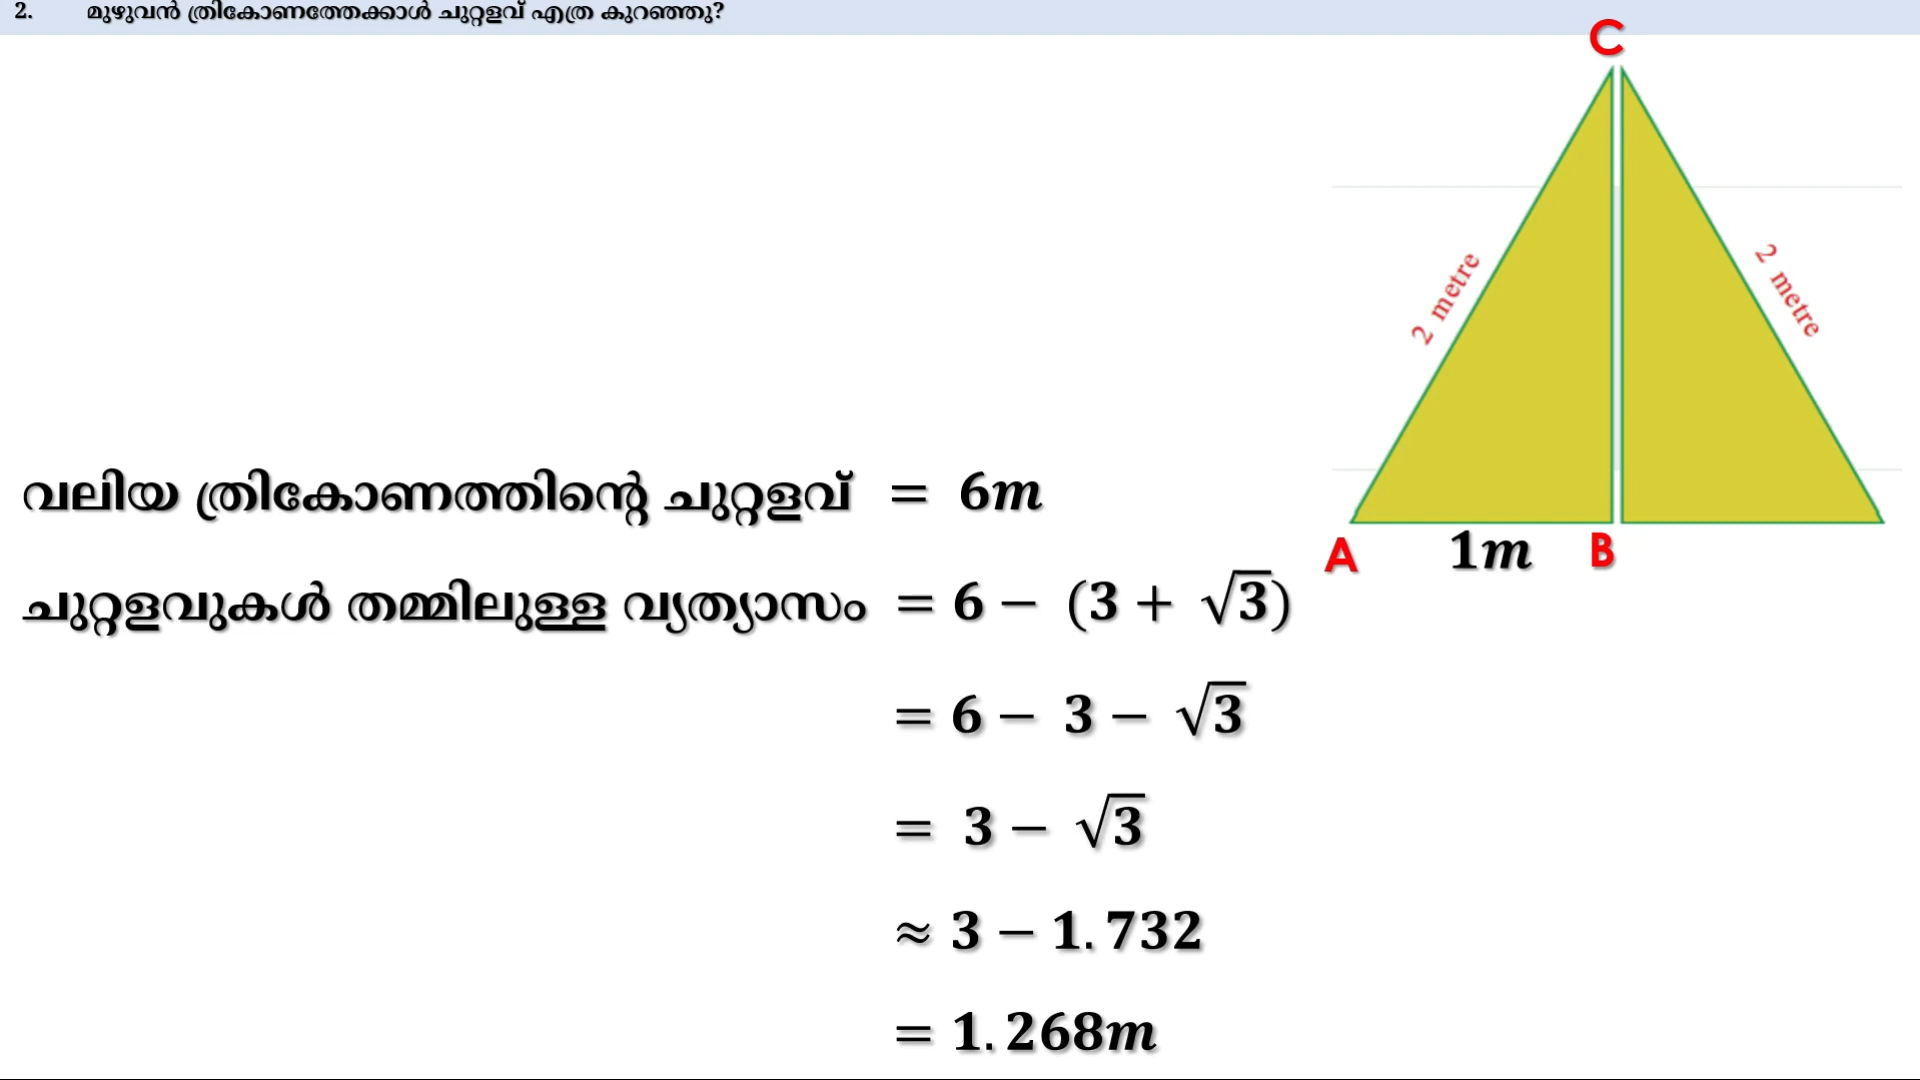 2. മുഴുവൻ ത്രികോണത്തേക്കാൾ ചുറ്റളവ് എത്ര കുറഞ്ഞു?
C
2 metre
2 metre
വലിയ ത്രികോണത്തിന്റെ ചുറ്റളവ് = 6m
A 1m B
ചുറ്റളവുകൾ തമ്മിലുള്ള വ്യത്യാസം = 6 − (3 + √3)
= 6 − 3 − √3
= 3 − √3
≈ 3 − 1.732
= 1.268m